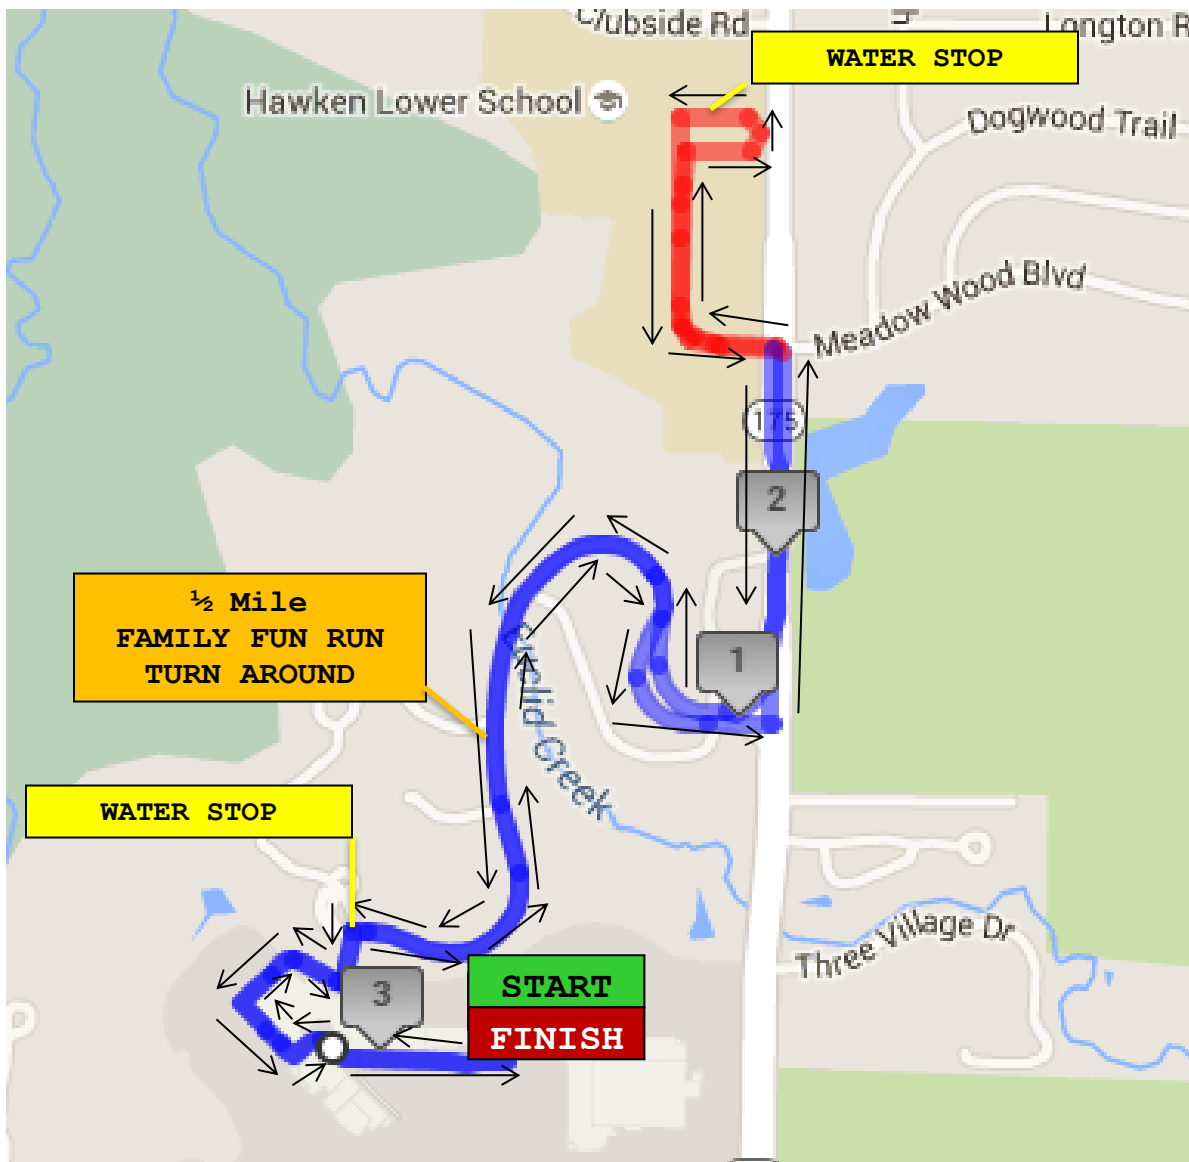 Clubside Rd
Longton R
WATER STOP
Hawken Lower School
Dogwood Trail
Meadow Wood Blvd
175
2
½ Mile
FAMILY FUN RUN
TURN AROUND
1
Euclid Creek
WATER STOP
Three Village Dr
3
START
FINISH